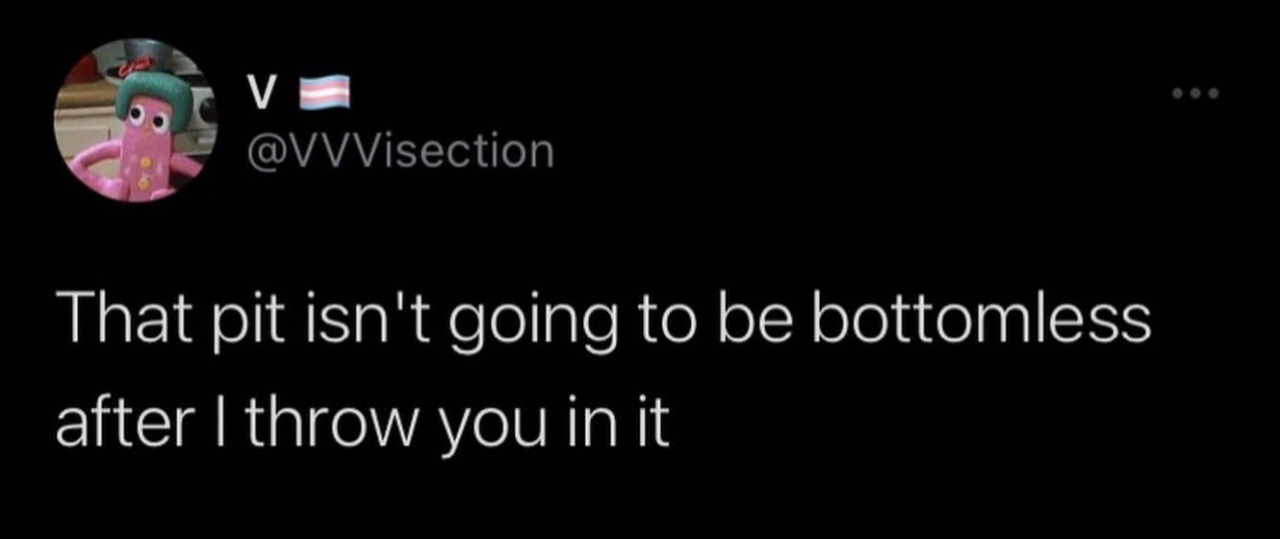 V 🏳️‍⚧️
@VVVisection
That pit isn't going to be bottomless
after I throw you in it